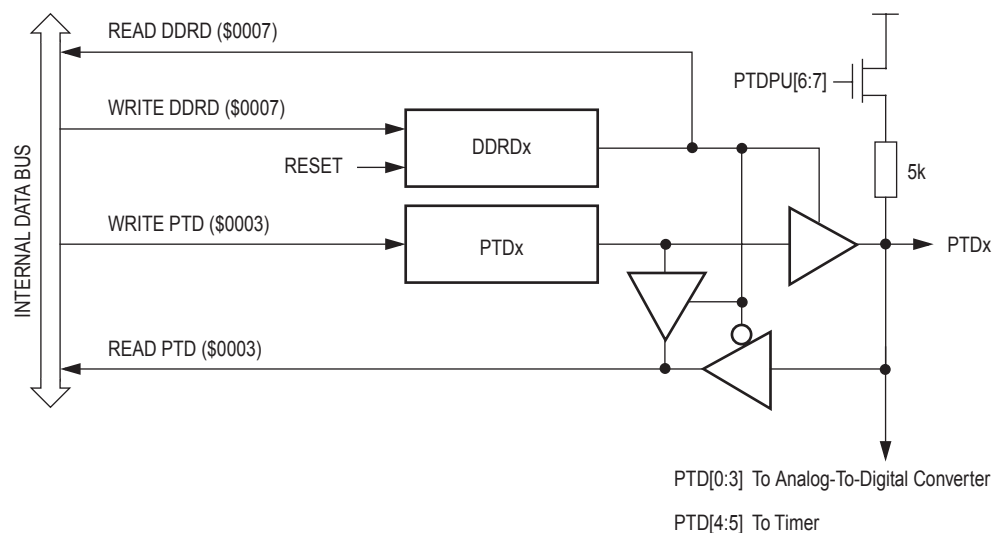 READ DDRD ($0007)
PTDPU[6:7]
WRITE DDRD ($0007)
DDRDx
RESET
5k
INTERNAL DATA BUS
WRITE PTD ($0003)
PTDx
PTDx
READ PTD ($0003)
PTD[0:3] To Analog-To-Digital Converter
PTD[4:5] To Timer